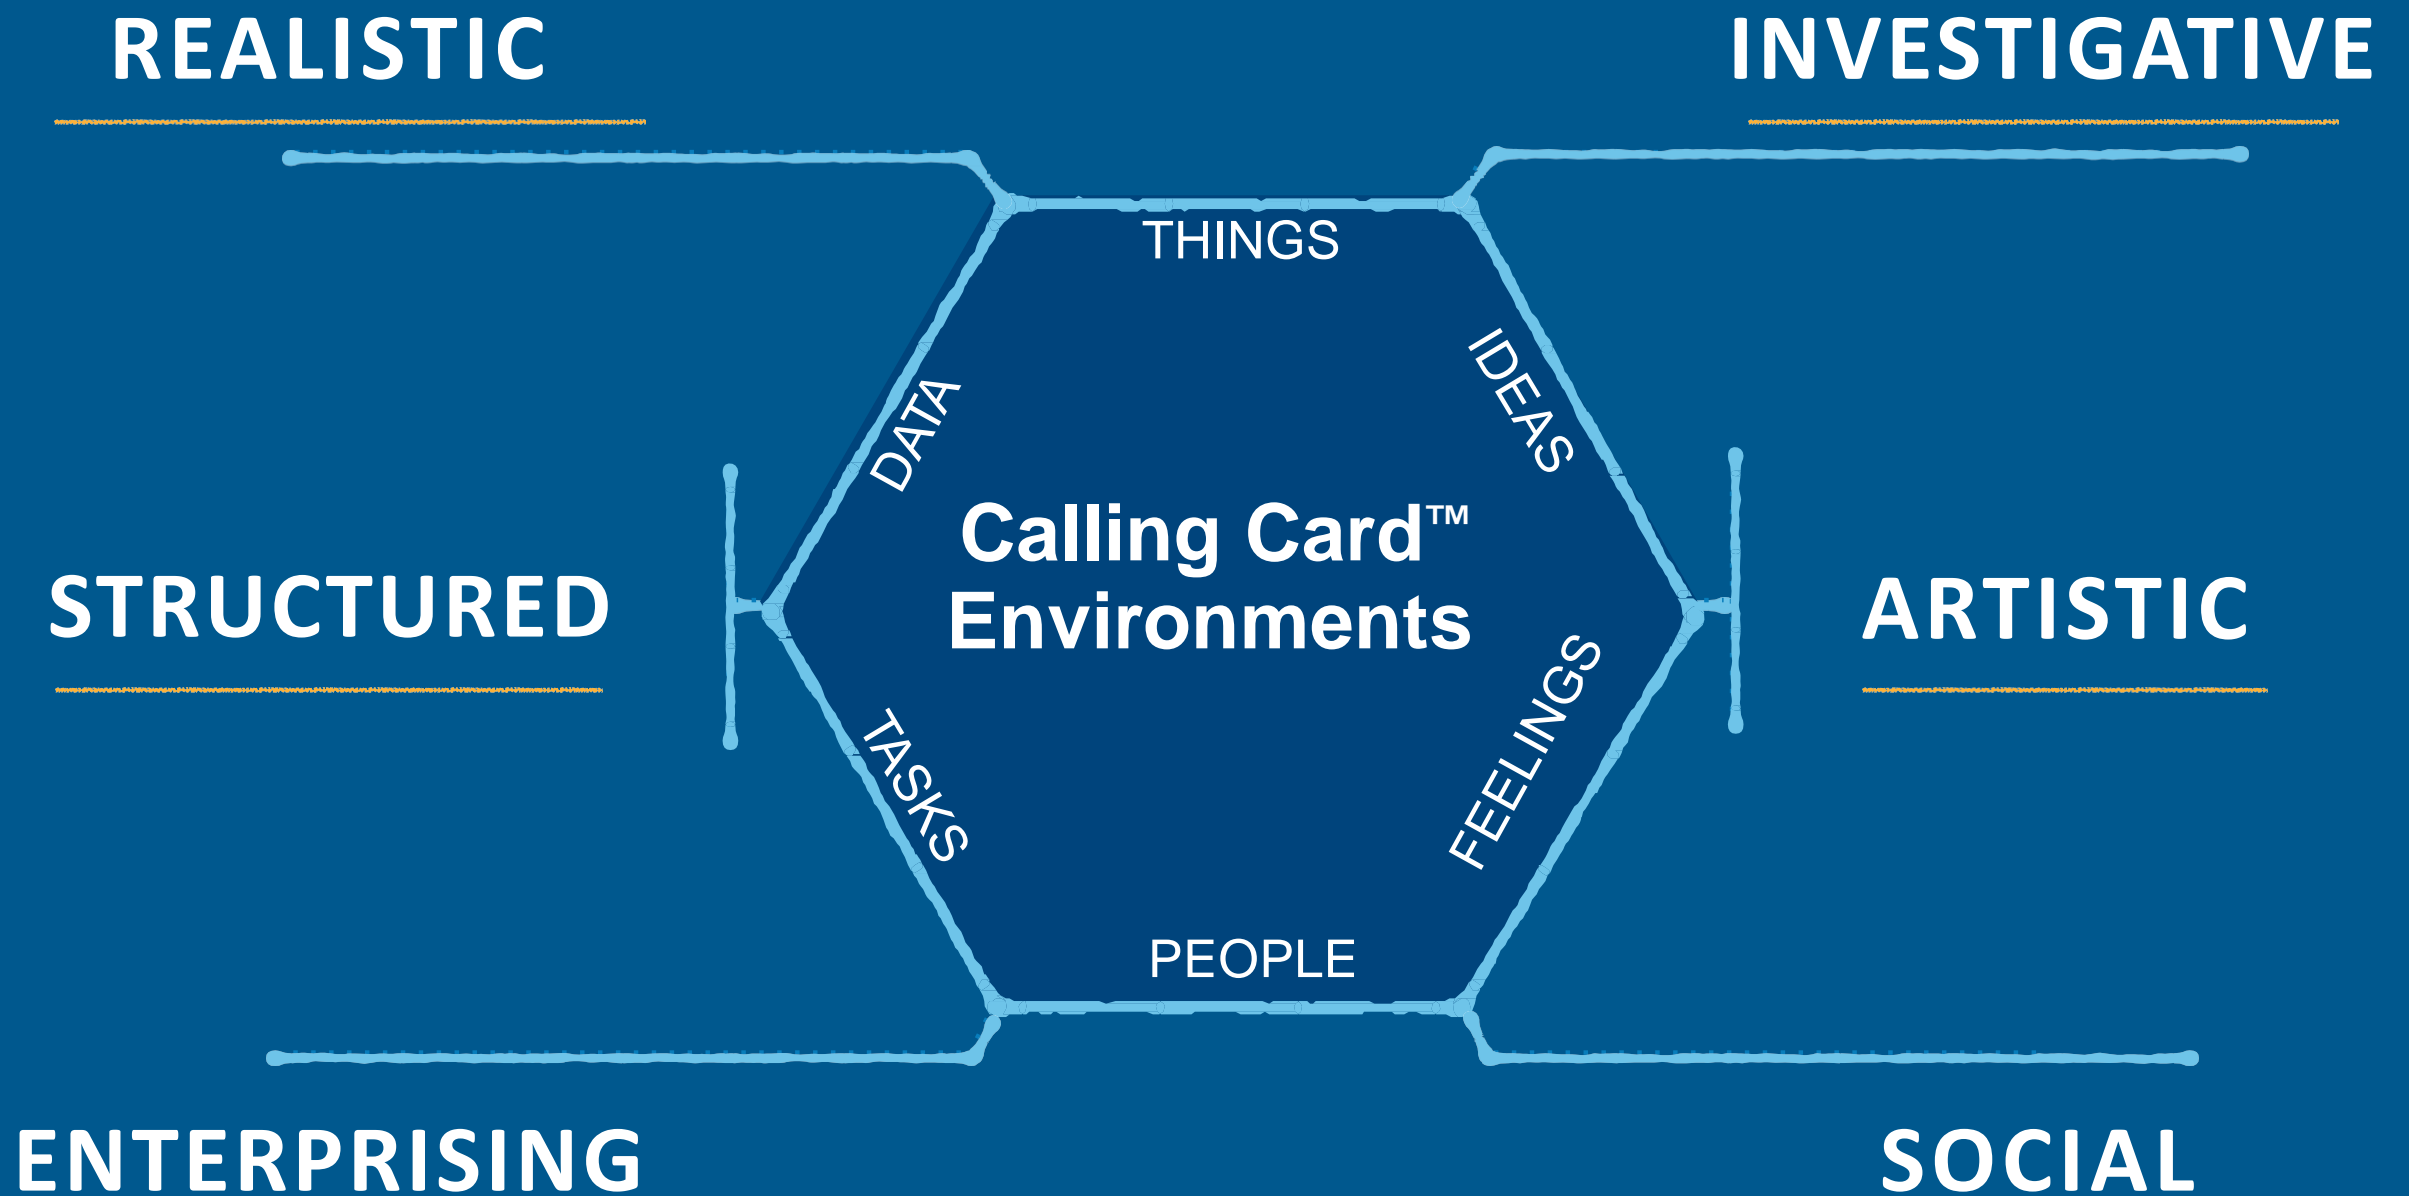 REALISTIC
INVESTIGATIVE
THINGS
DATA
IDEAS
Calling Card™
Environments
STRUCTURED
ARTISTIC
TASKS
FEELINGS
PEOPLE
ENTERPRISING
SOCIAL